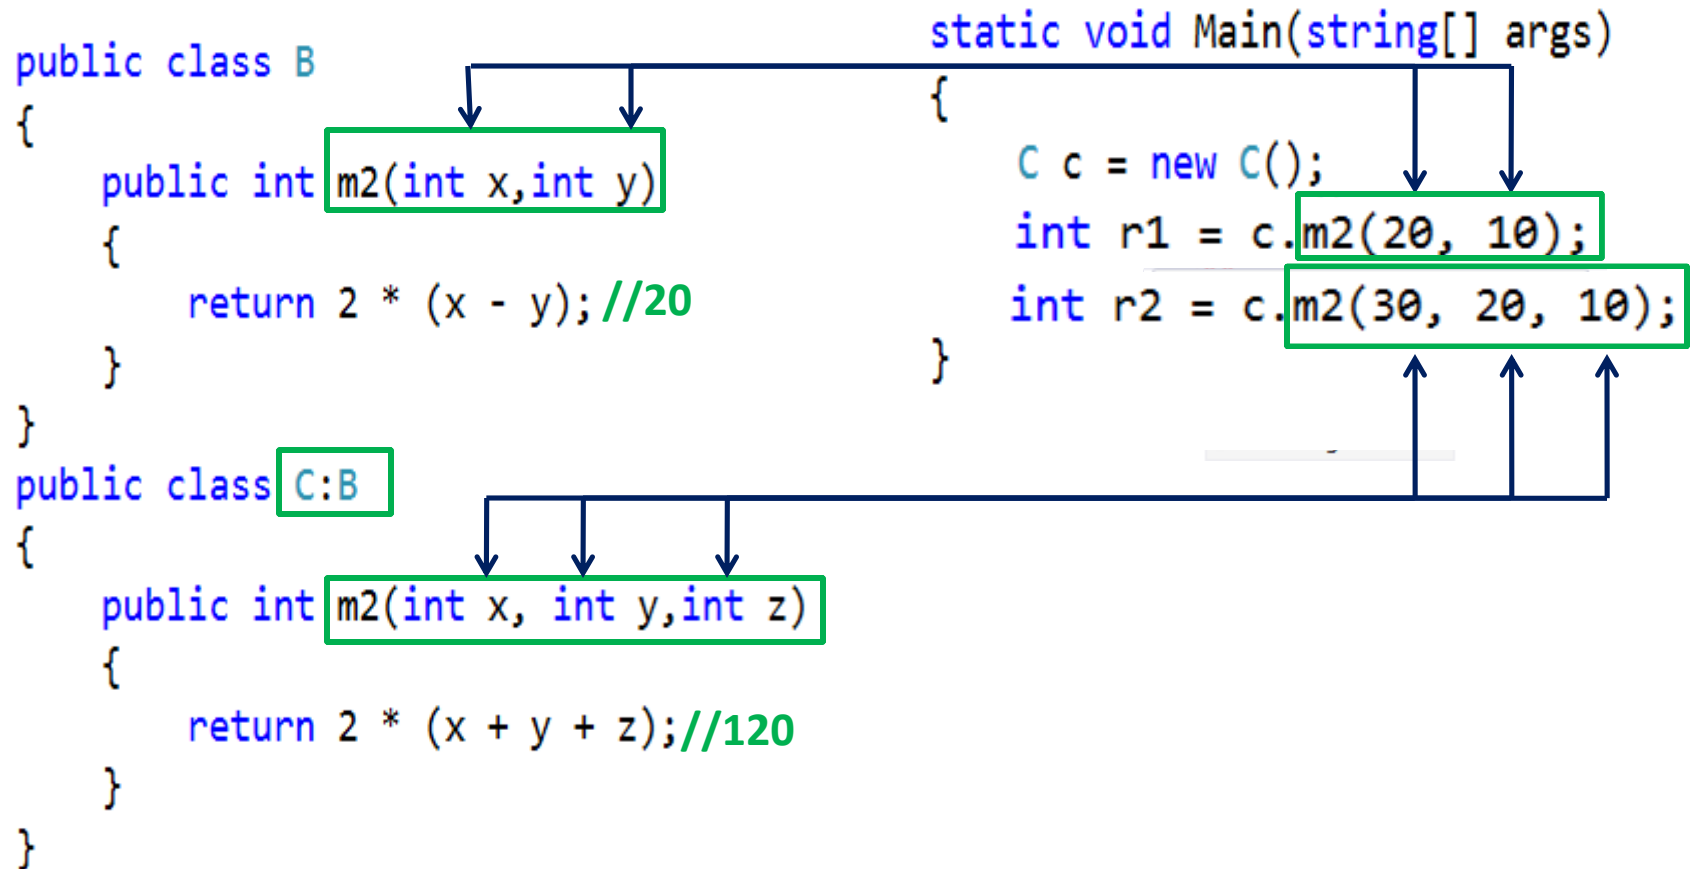 public class B
{
public int m2(int x,int y)
{
return 2 * (x - y); //20
}
}
public class C:B
{
public int m2(int x, int y,int z)
{
return 2 * (x + y + z);//120
}
}
static void Main(string[] args)
{
C c = new C();
int r1 = c.m2(20, 10);
int r2 = c.m2(30, 20, 10);
}